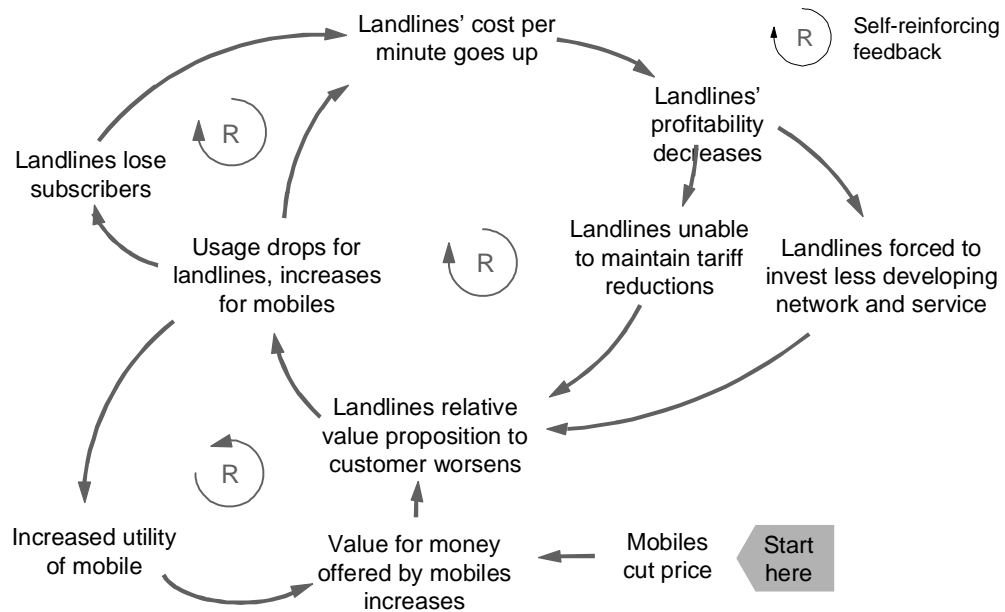 Landlines’ cost per
minute goes up
R
Self-reinforcing
feedback
Landlines’
profitability
decreases
R
Landlines lose
subscribers
Usage drops for
landlines, increases
for mobiles
R
Landlines unable
to maintain tariff
reductions
Landlines forced to
invest less developing
network and service
Landlines relative
value proposition to
customer worsens
R
Increased utility
of mobile
Value for money
offered by mobiles
increases
Mobiles
cut price
Start
here